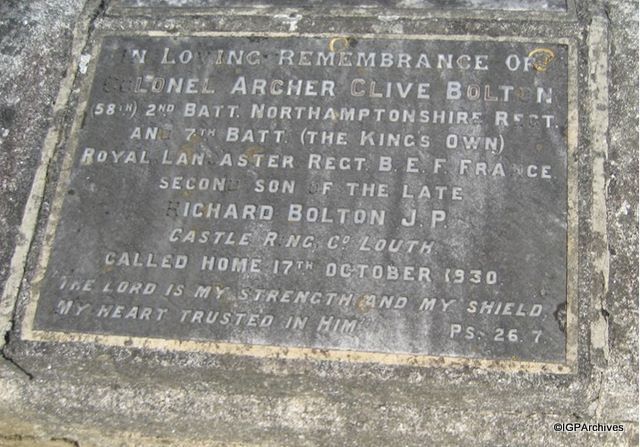 IN LOVING REMEMBRANCE OF
COLONEL ARCHER CLIVE BOLTON
(58TH) 2ND BATT. NORTHAMPTONSHIRE REGT.
AND 7TH BATT. (THE KINGS OWN)
ROYAL LANCASTER REGT. B.E.F. FRANCE
SECOND SON OF THE LATE
RICHARD BOLTON J.P.
CASTLE RING, CO LOUTH
CALLED HOME 17TH OCTOBER 1930.
"THE LORD IS MY STRENGTH AND MY SHIELD,
MY HEART TRUSTED IN HIM." PS. 26. 7.
©IGPArchives